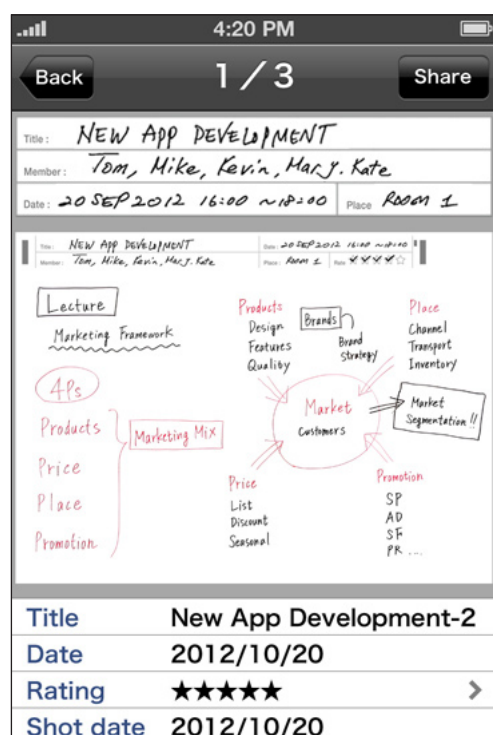 4:20 PM
Back
1/3
Share
Title: NEW APP DEVELOPMENT
Member: Tom, Mike, Kevin, Mary. Kate
Date: 20 SEP 2012 16:00 ~18:00 Place ROOM 1
Title: NEW APP DEVELOPMENT Date: 20 SEP 2012 16:00 ~18:00
Member: Tom, Mike, Kevin, Mary. Kate Place: ROOM 1 Rate
Lecture
Marketing Framework
4Ps
Products
Price
Place
Promotion
Marketing Mix
Products
Design
Features
Quality
Brands
Brand
Strategy
Place
Channel
Transport
Inventory
Market
Customers
Market
Segmentation!!
Price
List
Discount
Seasonal
Promotion
SP
AD
SF
PR ....
Title New App Development-2
Date 2012/10/20
Rating ★★★★★
Shot date 2012/10/20